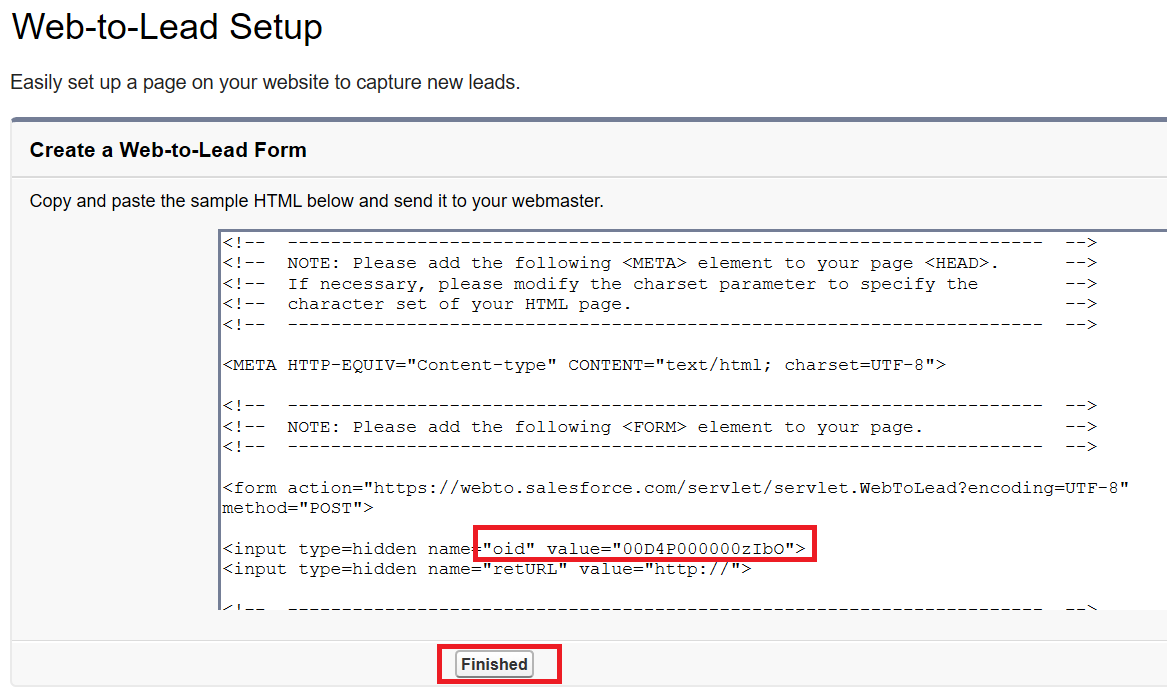 Web-to-Lead Setup
Easily set up a page on your website to capture new leads.
Create a Web-to-Lead Form
Copy and paste the sample HTML below and send it to your webmaster.
<!--  ----------------------------------------------------------------------  -->
<!--  NOTE: Please add the following <META> element to your page <HEAD>.      -->
<!--  If necessary, please modify the charset parameter to specify the        -->
<!--  character set of your HTML page.                                        -->
<!--  ----------------------------------------------------------------------  -->
<META HTTP-EQUIV="Content-type" CONTENT="text/html; charset=UTF-8">
<!--  ----------------------------------------------------------------------  -->
<!--  NOTE: Please add the following <FORM> element to your page.             -->
<!--  ----------------------------------------------------------------------  -->
<form action="https://webto.salesforce.com/servlet/servlet.WebToLead?encoding=UTF-8"
method="POST">
<input type=hidden name="oid" value="00D4P000000zIbO">
<input type=hidden name="retURL" value="http://">
<!--  ----------------------------------------------------------------------  -->
Finished